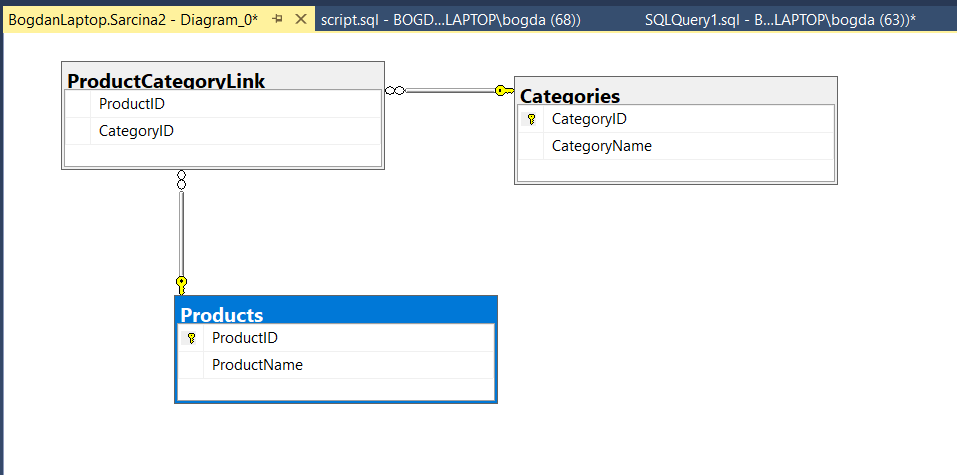 BogdanLaptop.Sarcina2 - Diagram_0*
script.sql - BOGD...LAPTOP\bogda (68))
SQLQuery1.sql - B...LAPTOP\bogda (63))*
ProductCategoryLink
ProductID
CategoryID
Categories
CategoryID
CategoryName
Products
ProductID
ProductName